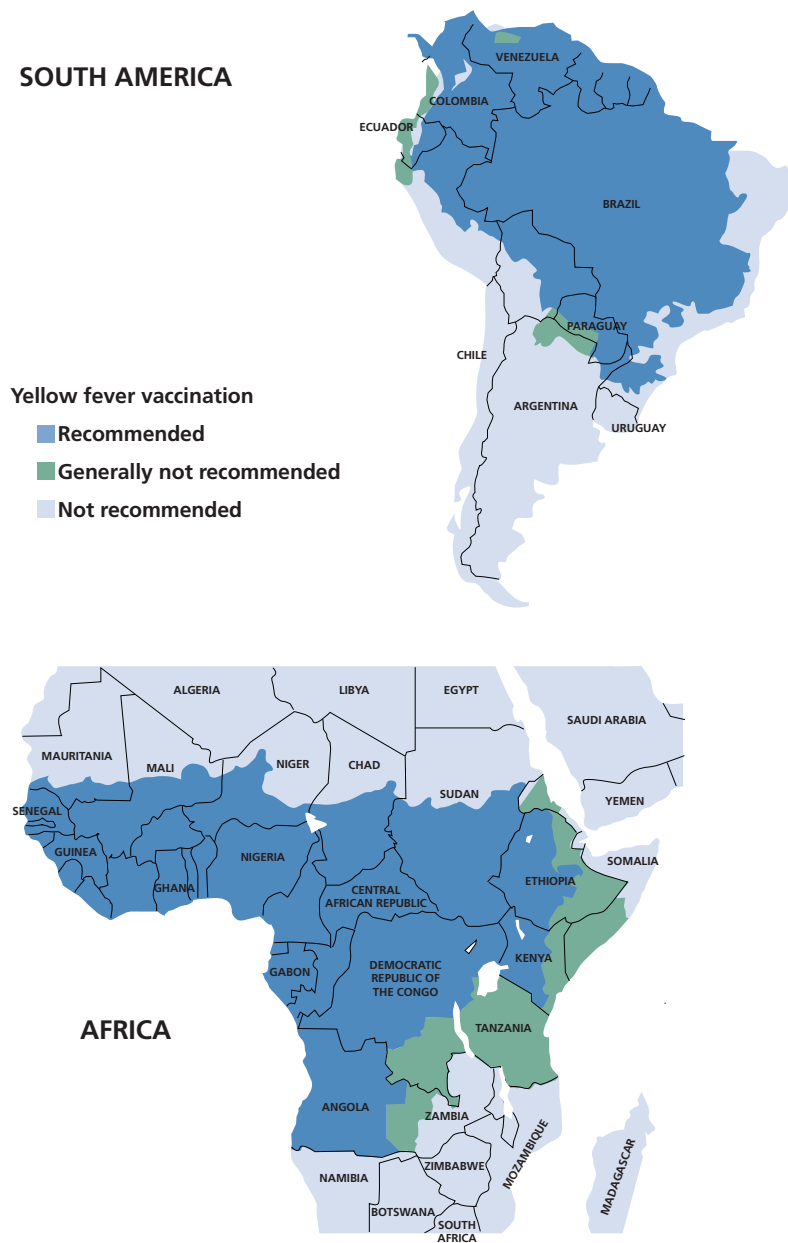 SOUTH AMERICA
VENEZUELA
COLOMBIA
ECUADOR
BRAZIL
PARAGUAY
CHILE
ARGENTINA
URUGUAY
Yellow fever vaccination
Recommended
Generally not recommended
Not recommended
ALGERIA
LIBYA
EGYPT
SAUDI ARABIA
MAURITANIA
MALI
NIGER
CHAD
SUDAN
YEMEN
SENEGAL
GUINEA
GHANA
NIGERIA
CENTRAL
AFRICAN REPUBLIC
ETHIOPIA
SOMALIA
GABON
DEMOCRATIC
REPUBLIC OF
THE CONGO
KENYA
AFRICA
TANZANIA
ANGOLA
ZAMBIA
MOZAMBIQUE
MADAGASCAR
NAMIBIA
ZIMBABWE
BOTSWANA
SOUTH
AFRICA